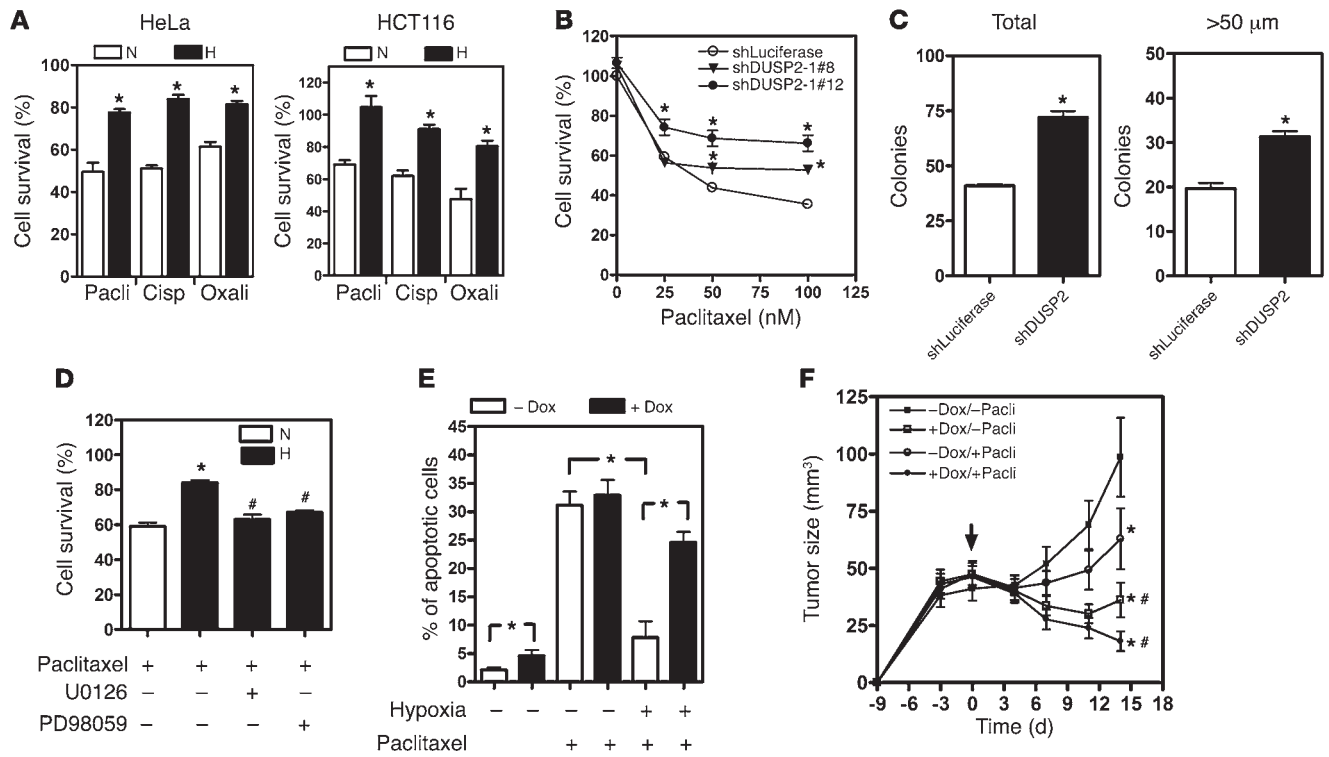 A
HeLa
N H
Cell survival (%)
100
80
60
40
20
0
Pacli Cisp Oxali
*
*
*
HCT116
N H
Cell survival (%)
120
100
80
60
40
20
0
Pacli Cisp Oxali
*
*
*
B
Cell survival (%)
120
100
80
60
40
20
0
shLuciferase
shDUSP2-1#8
shDUSP2-1#12
*
*
*
*
*
0 25 50 75 100 125
Paclitaxel (nM)
C
Total
Colonies
100
75
50
25
0
*
shLuciferase
shDUSP2
>50 μm
Colonies
50
40
30
20
10
0
*
shLuciferase
shDUSP2
D
Cell survival (%)
120
100
80
60
40
20
0
N
H
*
#
#
Paclitaxel + + + +
U0126 – – + –
PD98059 – – – +
E
– Dox + Dox
% of apoptotic cells
45
40
35
30
25
20
15
10
5
0
*
*
*
Hypoxia – – – – + +
Paclitaxel + + + +
F
Tumor size (mm³)
125
100
75
50
25
0
–Dox/–Pacli
+Dox/–Pacli
–Dox/+Pacli
+Dox/+Pacli
*
* #
* #
-9 -6 -3 0 3 6 9 12 15 18
Time (d)